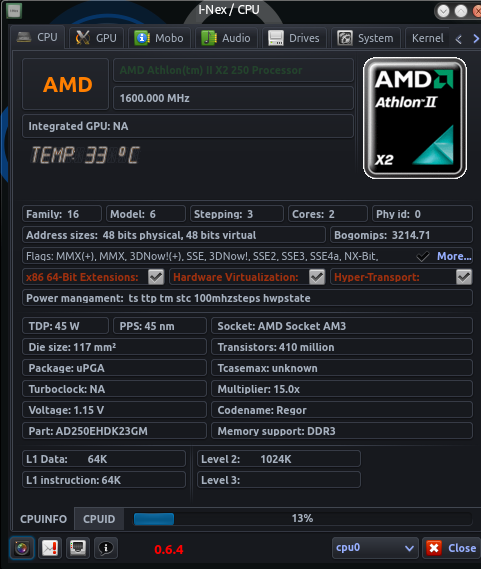 I-Nex / CPU
CPU GPU Mobo Audio Drives System Kernel
AMD
AMD Athlon(tm) II X2 250 Processor
1600.000 MHz
Integrated GPU: NA
TEMP: 33 °C
AMD
Athlon™II
X2
Family: 16 Model: 6 Stepping: 3 Cores: 2 Phy id: 0
Address sizes: 48 bits physical, 48 bits virtual Bogomips: 3214.71
Flags: MMX(+), MMX, 3DNow!(+), 3DNow!, SSE, SSE2, SSE3, SSE4a, NX-Bit, More...
x86 64-Bit Extensions: Hardware Virtualization: Hyper-Transport:
Power mangament: ts ttp tm stc 100mhzsteps hwpstate
TDP: 45 W PPS: 45 nm Socket: AMD Socket AM3
Die size: 117 mm² Transistors: 410 million
Package: uPGA Tcasemax: unknown
Turboclock: NA Multiplier: 15.0x
Voltage: 1.15 V Codename: Regor
Part: AD250EHDK23GM Memory support: DDR3
L1 Data: 64K Level 2: 1024K
L1 instruction: 64K Level 3:
CPUINFO CPUID 13%
0.6.4 cpu0 Close